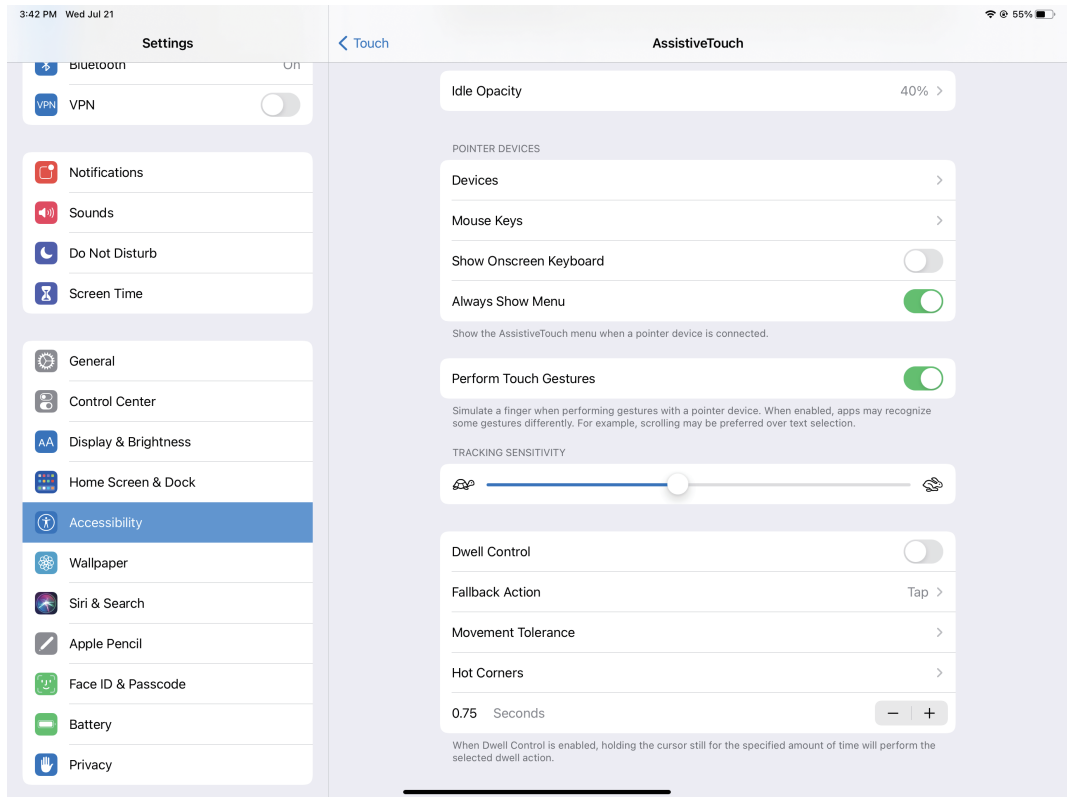 3:42 PM Wed Jul 21
55%
Settings
Bluetooth
On
VPN
VPN
Notifications
Sounds
Do Not Disturb
Screen Time
General
Control Center
AA
Display & Brightness
Home Screen & Dock
Accessibility
Wallpaper
Siri & Search
Apple Pencil
Face ID & Passcode
Battery
Privacy
Touch
AssistiveTouch
Idle Opacity
40%
POINTER DEVICES
Devices
Mouse Keys
Show Onscreen Keyboard
Always Show Menu
Show the AssistiveTouch menu when a pointer device is connected.
Perform Touch Gestures
Simulate a finger when performing gestures with a pointer device. When enabled, apps may recognize
some gestures differently. For example, scrolling may be preferred over text selection.
TRACKING SENSITIVITY
Dwell Control
Fallback Action
Tap
Movement Tolerance
Hot Corners
0.75 Seconds
When Dwell Control is enabled, holding the cursor still for the specified amount of time will perform the
selected dwell action.